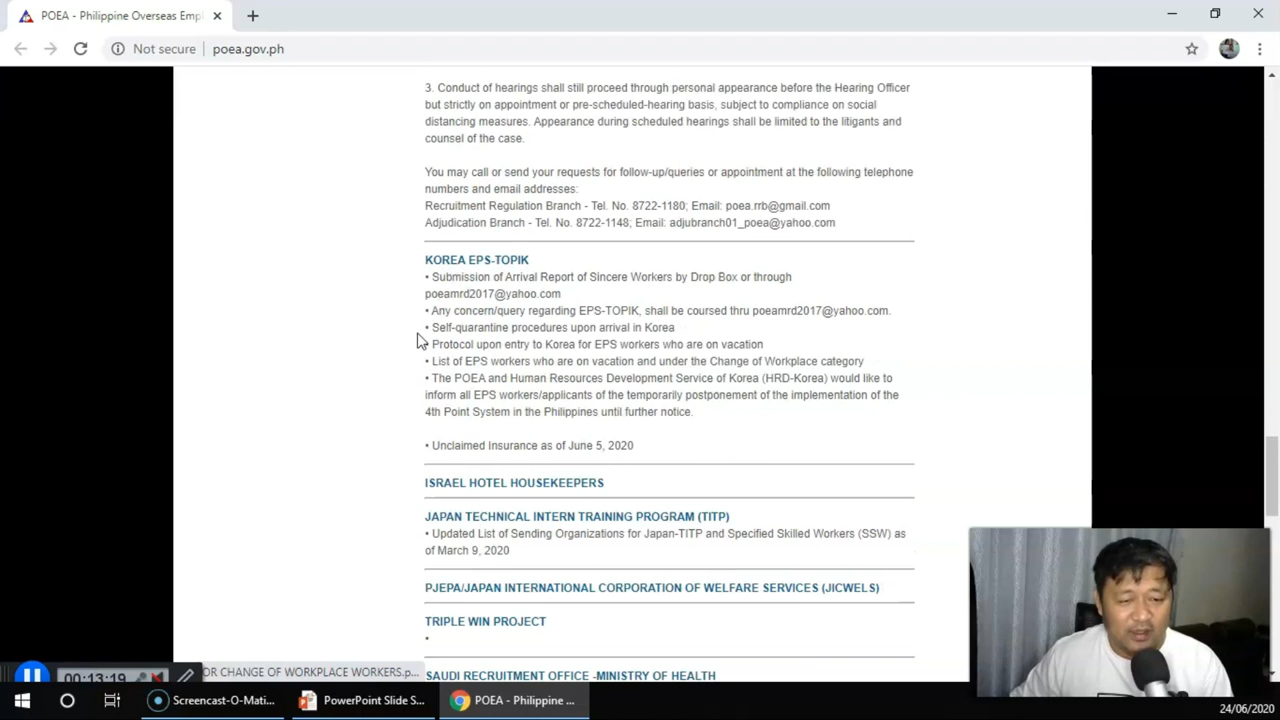 POEA - Philippine Overseas Empl
Not secure
poea.gov.ph
3. Conduct of hearings shall still proceed through personal appearance before the Hearing Officer
but strictly on appointment or pre-scheduled-hearing basis, subject to compliance on social
distancing measures. Appearance during scheduled hearings shall be limited to the litigants and
counsel of the case.
You may call or send your requests for follow-up/queries or appointment at the following telephone
numbers and email addresses:
Recruitment Regulation Branch - Tel. No. 8722-1180; Email: poea.rrb@gmail.com
Adjudication Branch - Tel. No. 8722-1148; Email: adjubranch01_poea@yahoo.com
KOREA EPS-TOPIK
• Submission of Arrival Report of Sincere Workers by Drop Box or through
poeamrd2017@yahoo.com
• Any concern/query regarding EPS-TOPIK, shall be coursed thru poeamrd2017@yahoo.com.
• Self-quarantine procedures upon arrival in Korea
• Protocol upon entry to Korea for EPS workers who are on vacation
• List of EPS workers who are on vacation and under the Change of Workplace category
• The POEA and Human Resources Development Service of Korea (HRD-Korea) would like to
inform all EPS workers/applicants of the temporarily postponement of the implementation of the
4th Point System in the Philippines until further notice.
• Unclaimed Insurance as of June 5, 2020
ISRAEL HOTEL HOUSEKEEPERS
JAPAN TECHNICAL INTERN TRAINING PROGRAM (TITP)
• Updated List of Sending Organizations for Japan-TITP and Specified Skilled Workers (SSW) as
of March 9, 2020
PJEPA/JAPAN INTERNATIONAL CORPORATION OF WELFARE SERVICES (JICWELS)
TRIPLE WIN PROJECT
•
SAUDI RECRUITMENT OFFICE -MINISTRY OF HEALTH
00:13:19
OR CHANGE OF WORKPLACE WORKERS.p...
Screencast-O-Mati...
PowerPoint Slide S...
POEA - Philippine ...
24/06/2020